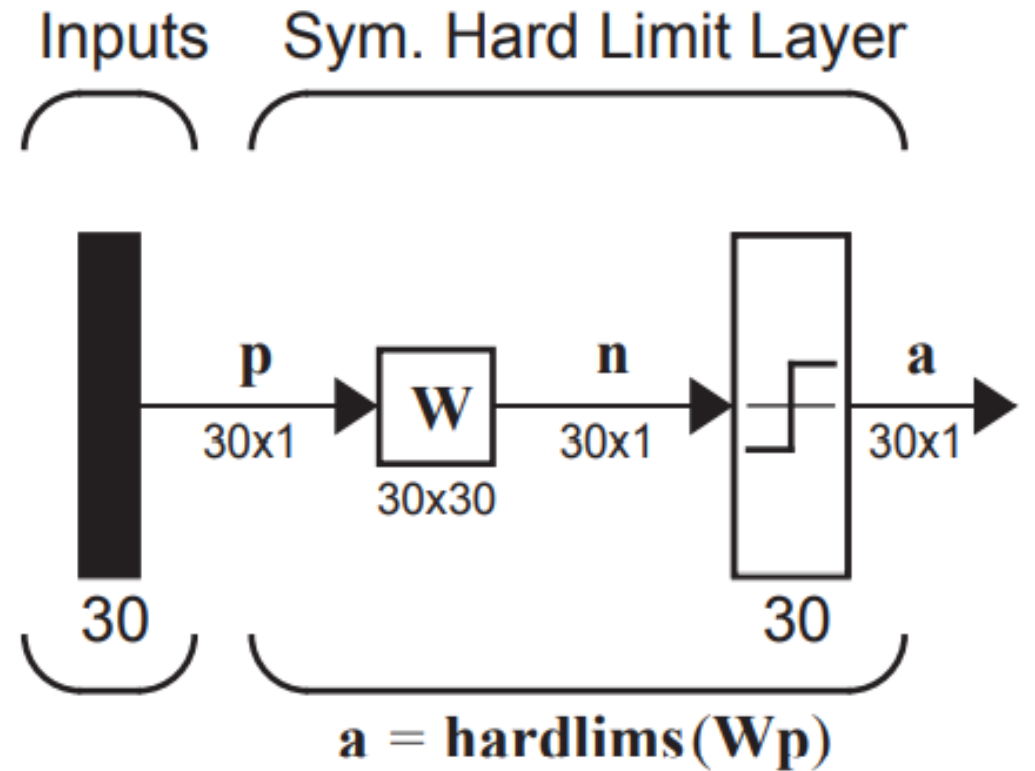 Inputs Sym. Hard Limit Layer
p n a
W
30x1 30x1 30x1
30x30
30 30
a = hardlims(Wp)